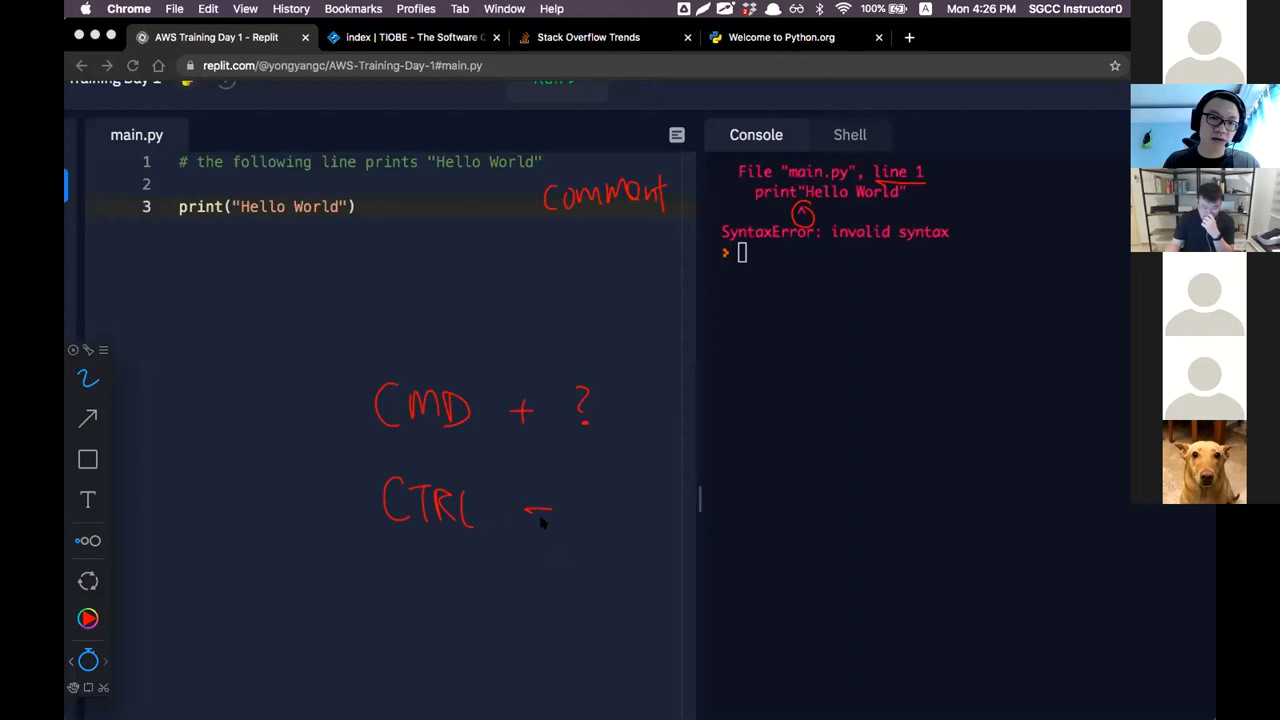 Chrome File Edit View History Bookmarks Profiles Tab Window Help 100% A Mon 4:26 PM SGCC Instructor0
AWS Training Day 1 - Replit
index | TIOBE - The Software C
Stack Overflow Trends
Welcome to Python.org
replit.com/@yongyangc/AWS-Training-Day-1#main.py
main.py
1 # the following line prints "Hello World"
2
3 print("Hello World")
comment
CMD + ?
CTRL -
Console Shell
File "main.py", line 1
print"Hello World"
^
SyntaxError: invalid syntax
>
T